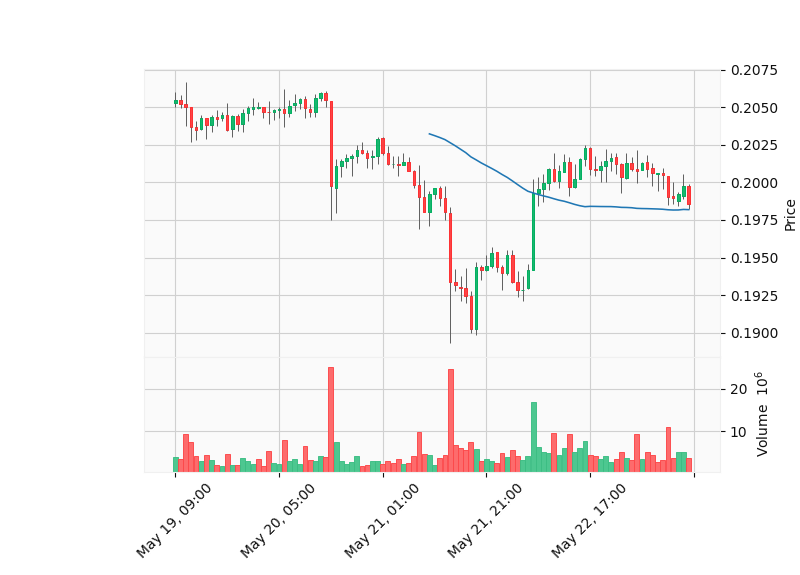 0.2075
0.2050
0.2025
0.2000
0.1975
0.1950
0.1925
0.1900
Price
20
10
Volume 10^6
May 19, 09:00
May 20, 05:00
May 21, 01:00
May 21, 21:00
May 22, 17:00